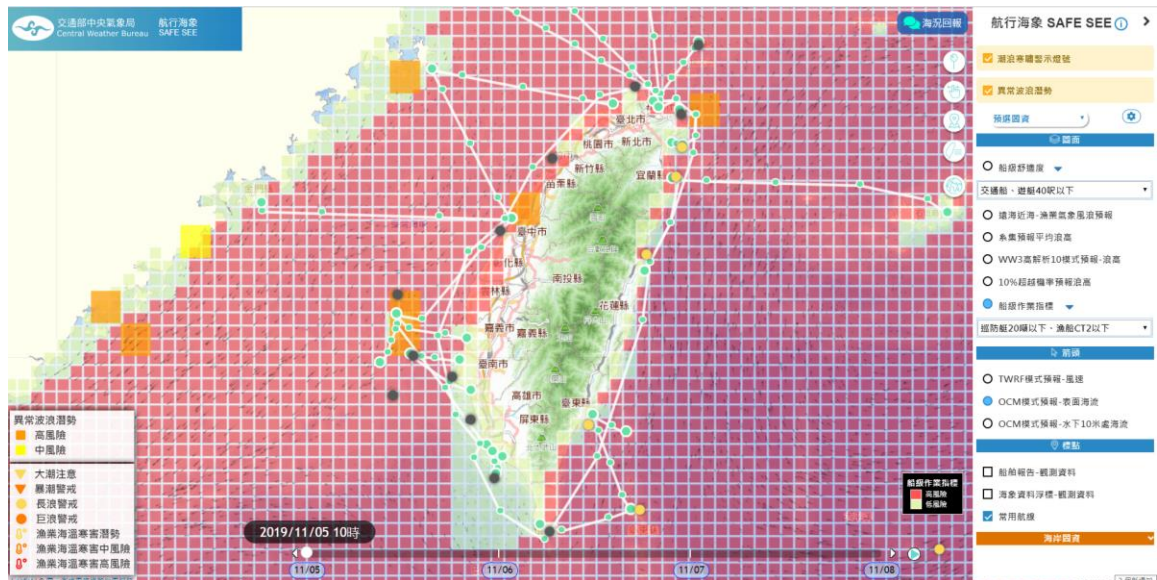 交通部中央氣象局
Central Weather Bureau
航行海象
SAFE SEE
海況回報
航行海象 SAFE SEE
潮浪寒曠警示燈號
異常波浪潛勢
預選圖資
圖面
船級舒適度
交通船、遊艇40呎以下
遠海近海-漁業氣象風浪預報
系集預報平均浪高
WW3高解析10模式預報-浪高
10%超越機率預報浪高
船級作業指標
巡防艇20噸以下、漁船CT2以下
箭頭
TWRF模式預報-風速
OCM模式預報-表面海流
OCM模式預報-水下10米處海流
標點
船舶報告-觀測資料
海象資料浮標-觀測資料
常用航線
海岸圖資
臺北市
桃園市
新北市
新竹縣
宜蘭縣
苗栗縣
臺中市
化縣
南投縣
林縣
花蓮縣
嘉義市
嘉義縣
臺南市
高雄市
臺東縣
屏東縣
異常波浪潛勢
高風險
中風險
大潮注意
暴潮警戒
長浪警戒
巨浪警戒
漁業海溫寒害潛勢
漁業海溫寒害中風險
漁業海溫寒害高風險
船級作業指標
高風險
低風險
2019/11/05 10時
11/05
11/06
11/07
11/08